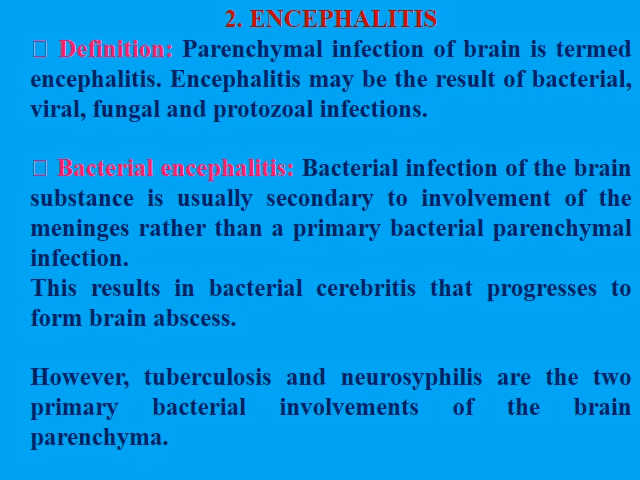 2. ENCEPHALITIS
Definition: Parenchymal infection of brain is termed
encephalitis. Encephalitis may be the result of bacterial,
viral, fungal and protozoal infections.
Bacterial encephalitis: Bacterial infection of the brain
substance is usually secondary to involvement of the
meninges rather than a primary bacterial parenchymal
infection.
This results in bacterial cerebritis that progresses to
form brain abscess.
However, tuberculosis and neurosyphilis are the two
primary bacterial involvements of the brain
parenchyma.